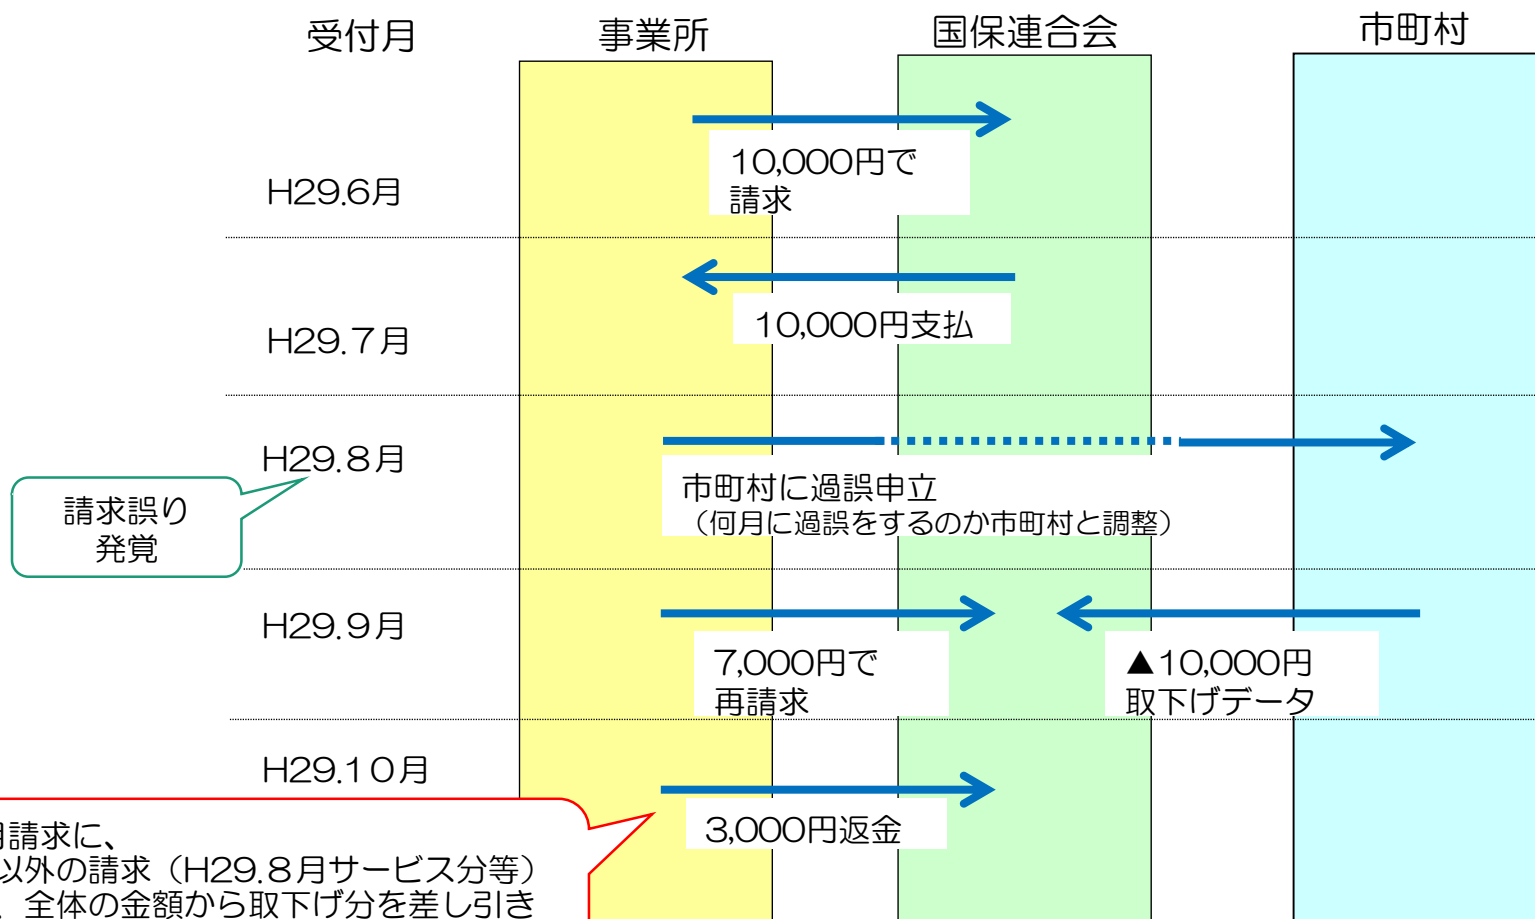 受付月
事業所
国保連合会
市町村
H29.6月
10,000円で
請求
H29.7月
10,000円支払
H29.8月
請求誤り
発覚
市町村に過誤申立
（何月に過誤をするのか市町村と調整）
H29.9月
7,000円で
再請求
▲10,000円
取下げデータ
H29.10月
3,000円返金
月請求に、
以外の請求（H29.8月サービス分等）
、全体の金額から取下げ分を差し引き